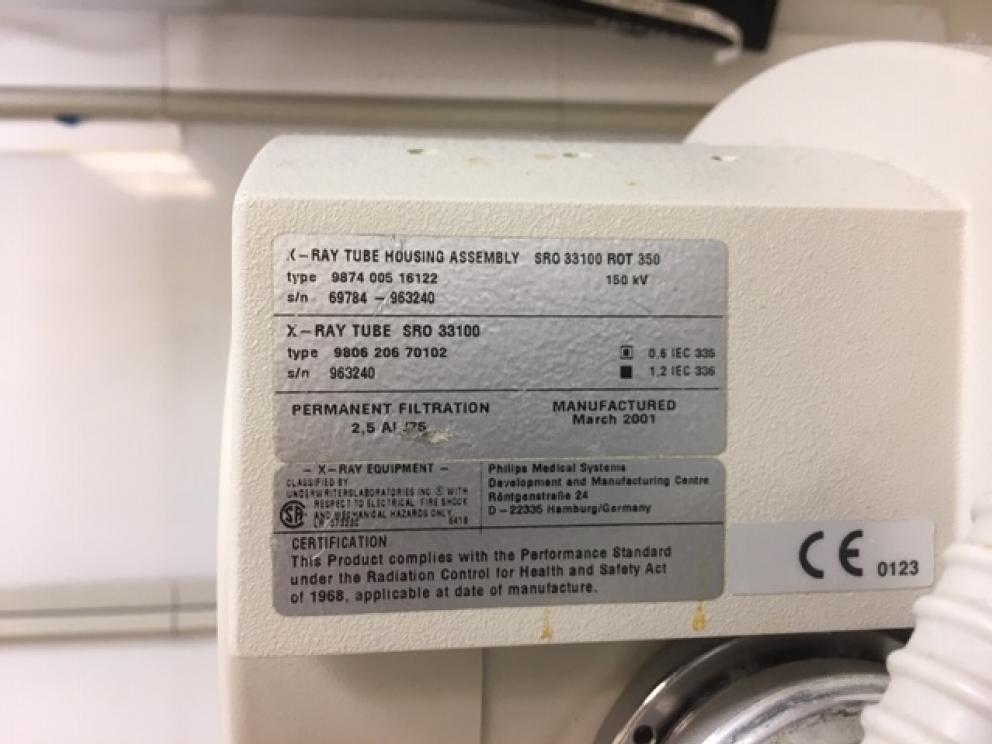 X-RAY TUBE HOUSING ASSEMBLY SRO 33100 ROT 350
type 9874 005 16122 150 kV
s/n 69784 - 963240
X-RAY TUBE SRO 33100
type 9806 206 70102 0,6 IEC 336
s/n 963240 1,2 IEC 336
PERMANENT FILTRATION MANUFACTURED
2,5 Al /75 March 2001
- X-RAY EQUIPMENT -
CLASSIFIED BY
UNDERWRITERS LABORATORIES INC ® WITH
RESPECT TO ELECTRICAL FIRE SHOCK
AND MECHANICAL HAZARDS ONLY
Philips Medical Systems
Development and Manufacturing Centre
Röntgenstraße 24
D-22335 Hamburg/Germany
CERTIFICATION
This Product complies with the Performance Standard
under the Radiation Control for Health and Safety Act
of 1968, applicable at date of manufacture.
CE 0123